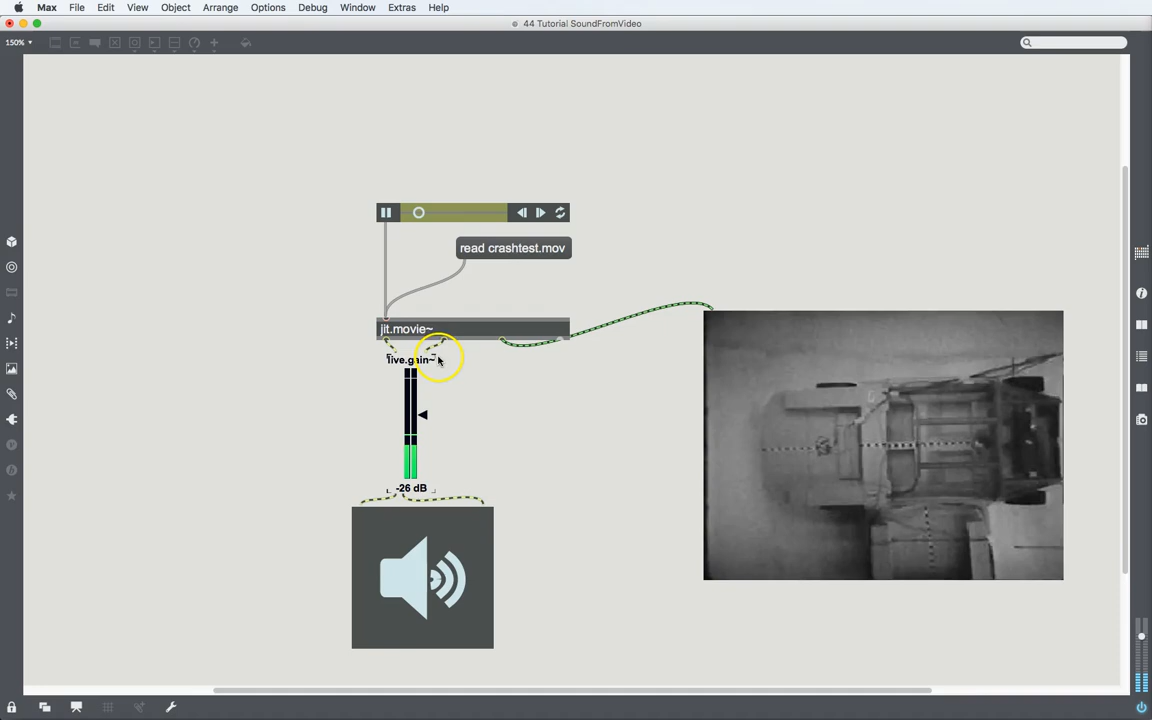 Max File Edit View Object Arrange Options Debug Window Extras Help
44 Tutorial SoundFromVideo
150%
read crashtest.mov
jit.movie~
live.gain~
-26 dB